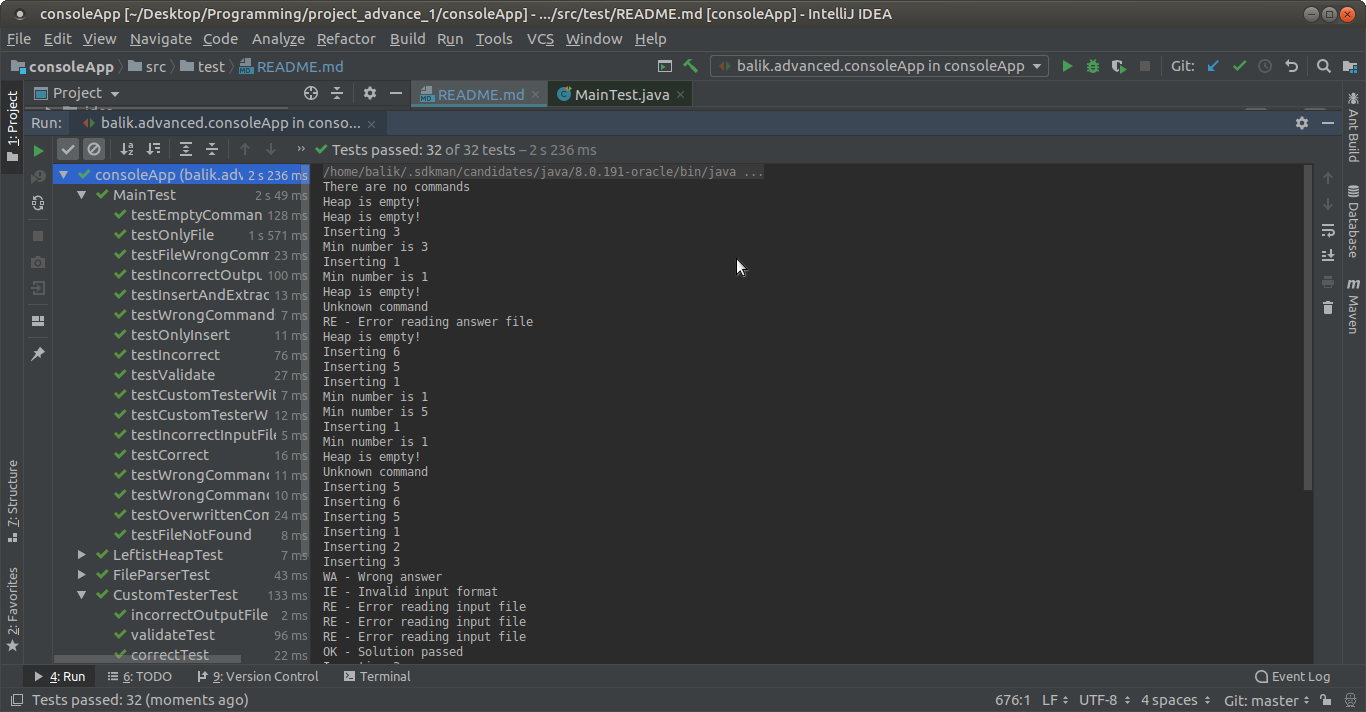 consoleApp [~/Desktop/Programming/project_advance_1/consoleApp] - .../src/test/README.md [consoleApp] - IntelliJ IDEA
File Edit View Navigate Code Analyze Refactor Build Run Tools VCS Window Help
consoleApp src test README.md balik.advanced.consoleApp in consoleApp Git:
1: Project
Project README.md MainTest.java
Run: balik.advanced.consoleApp in conso...
Tests passed: 32 of 32 tests – 2 s 236 ms
consoleApp (balik.adv 2 s 236 ms
MainTest 2 s 49 ms
testEmptyComman 128 ms
testOnlyFile 1 s 571 ms
testFileWrongComm 23 ms
testIncorrectOutpu 100 ms
testInsertAndExtrac 13 ms
testWrongCommand 7 ms
testOnlyInsert 11 ms
testIncorrect 76 ms
testValidate 27 ms
testCustomTesterWit 7 ms
testCustomTesterW 12 ms
testIncorrectInputFile 5 ms
testCorrect 16 ms
testWrongCommand 11 ms
testWrongCommand 10 ms
testOverwrittenCom 24 ms
testFileNotFound 8 ms
LeftistHeapTest 7 ms
FileParserTest 43 ms
CustomTesterTest 133 ms
incorrectOutputFile 2 ms
validateTest 96 ms
correctTest 22 ms
/home/balik/.sdkman/candidates/java/8.0.191-oracle/bin/java ...
There are no commands
Heap is empty!
Heap is empty!
Inserting 3
Min number is 3
Inserting 1
Min number is 1
Heap is empty!
Unknown command
RE - Error reading answer file
Heap is empty!
Inserting 6
Inserting 5
Inserting 1
Min number is 1
Min number is 5
Inserting 1
Min number is 1
Heap is empty!
Unknown command
Inserting 5
Inserting 6
Inserting 5
Inserting 1
Inserting 2
Inserting 3
WA - Wrong answer
IE - Invalid input format
RE - Error reading input file
RE - Error reading input file
RE - Error reading input file
OK - Solution passed
Ant Build
Database
m Maven
7: Structure
2: Favorites
4: Run 6: TODO 9: Version Control Terminal Event Log
Tests passed: 32 (moments ago) 676:1 LF UTF-8 4 spaces Git: master